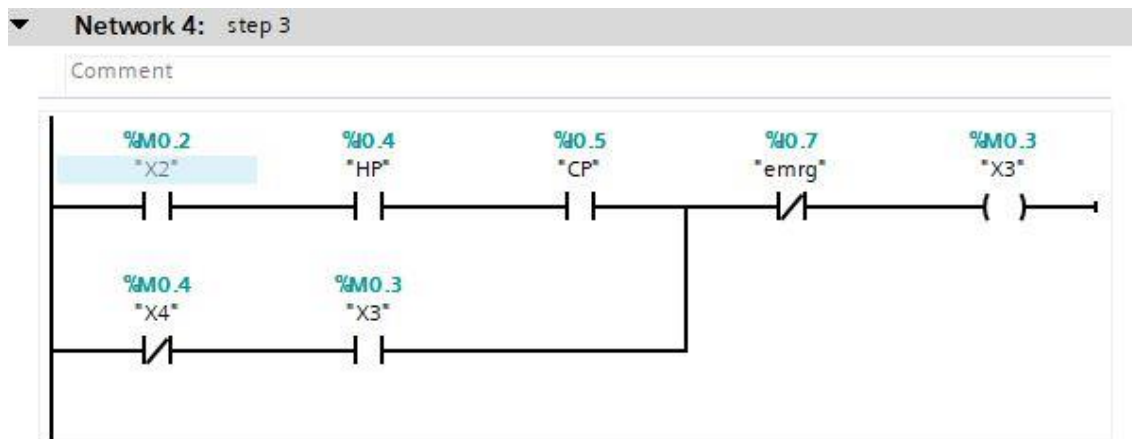 Network 4: step 3
Comment
%M0.2 %I0.4 %I0.5 %I0.7 %M0.3
"X2" "HP" "CP" "emrg" "X3"
%M0.4 %M0.3
"X4" "X3"